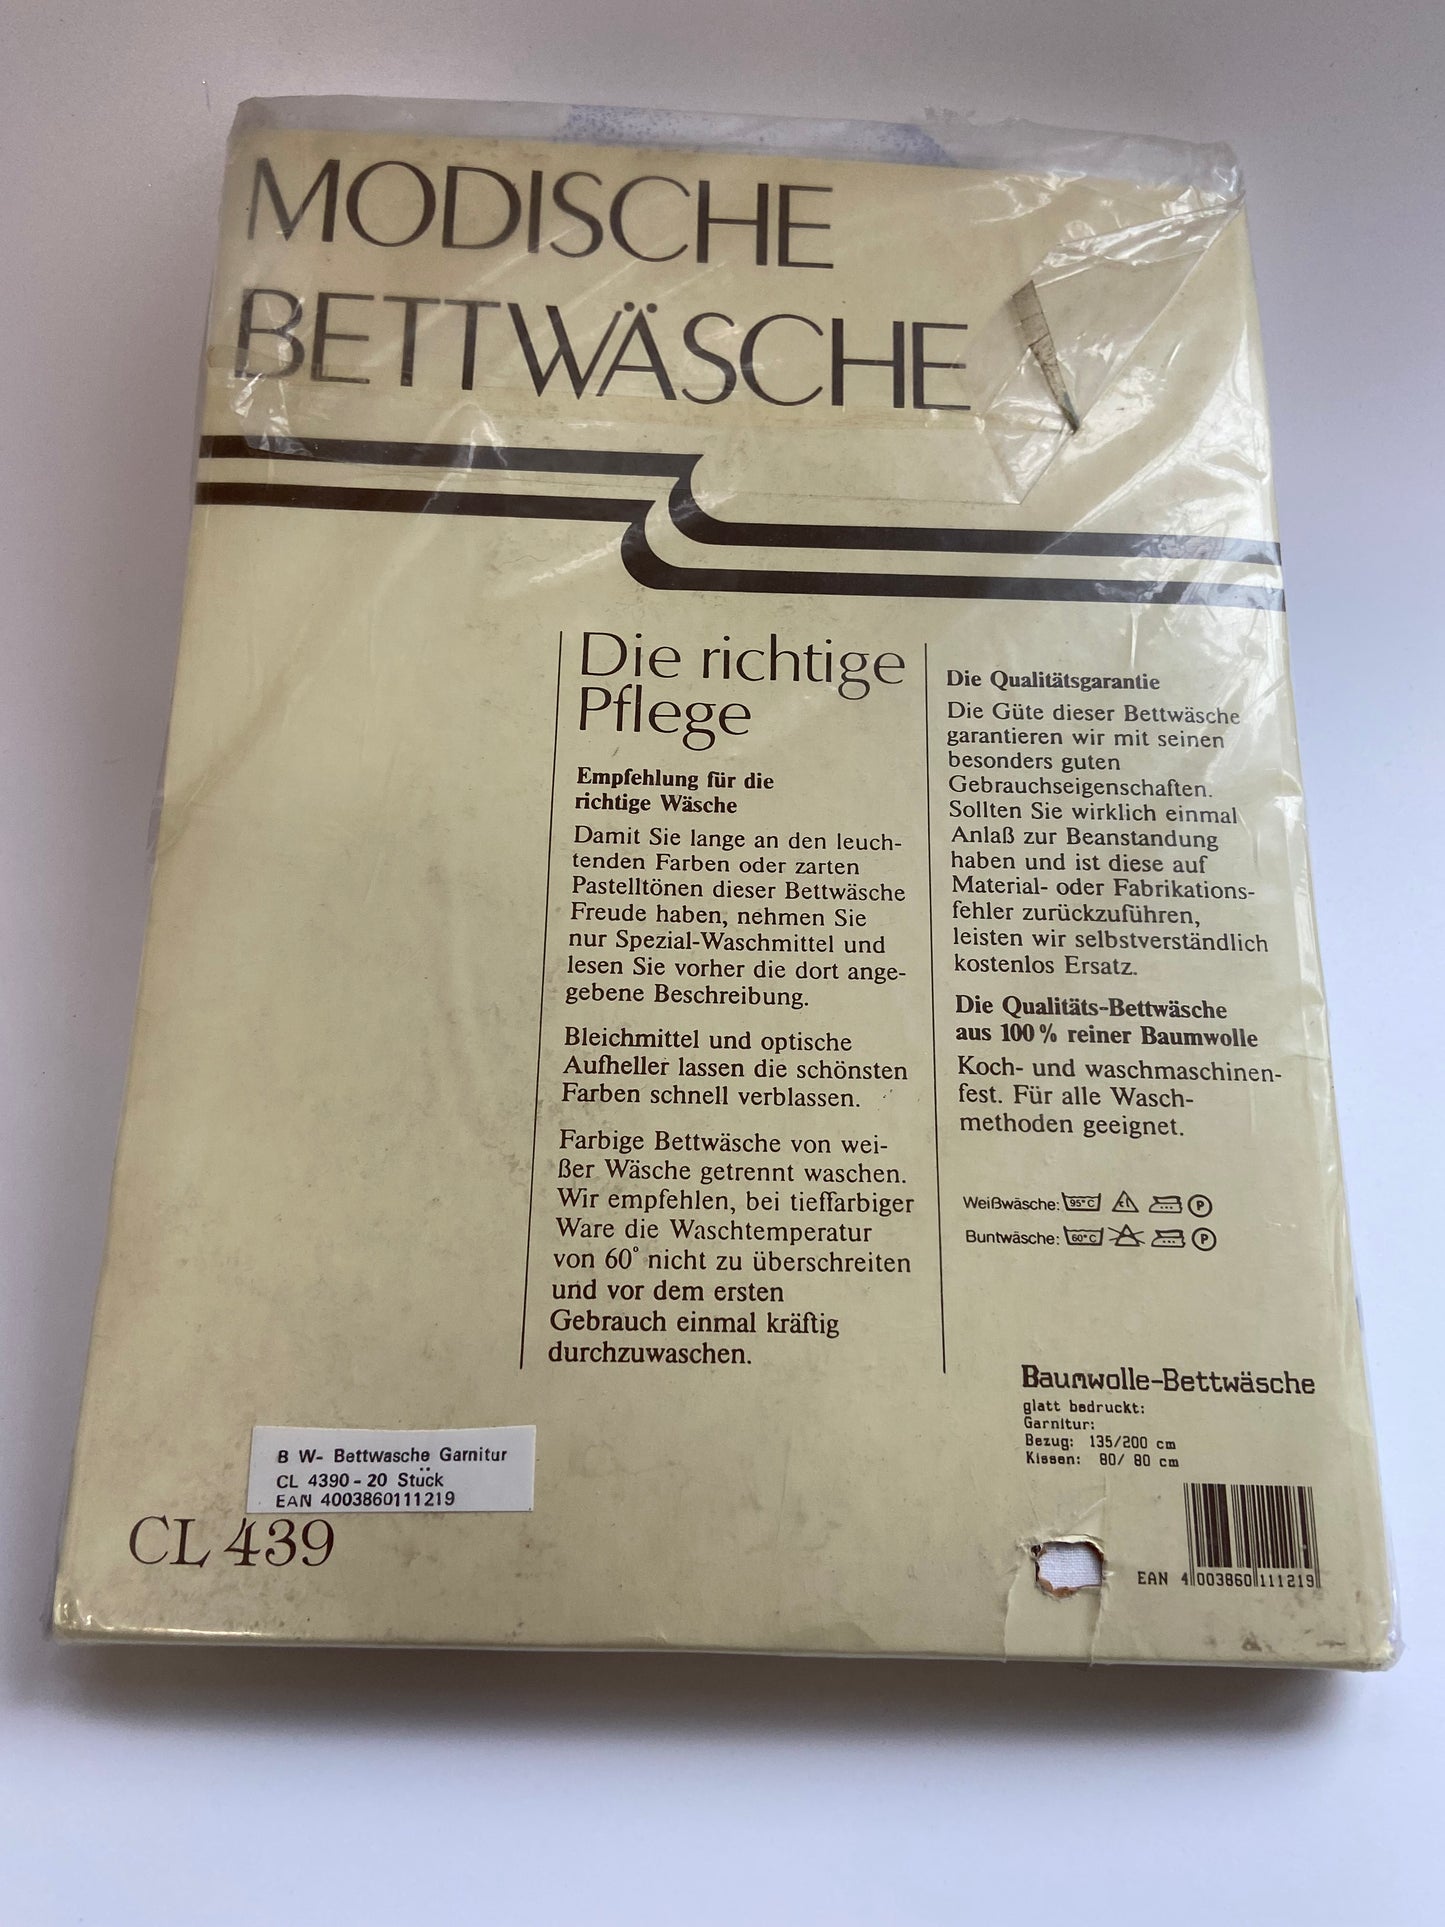 MODISCHE
BETTWÄSCHE
Die richtige
Pflege
Empfehlung für die
richtige Wäsche
Damit Sie lange an den leuch-
tenden Farben oder zarten
Pastelltönen dieser Bettwäsche
Freude haben, nehmen Sie
nur Spezial-Waschmittel und
lesen Sie vorher die dort ange-
gebene Beschreibung.
Bleichmittel und optische
Aufheller lassen die schönsten
Farben schnell verblassen.
Farbige Bettwäsche von wei-
ßer Wäsche getrennt waschen.
Wir empfehlen, bei tieffarbiger
Ware die Waschtemperatur
von 60° nicht zu überschreiten
und vor dem ersten
Gebrauch einmal kräftig
durchzuwaschen.
Die Qualitätsgarantie
Die Güte dieser Bettwäsche
garantieren wir mit seinen
besonders guten
Gebrauchseigenschaften.
Sollten Sie wirklich einmal
Anlaß zur Beanstandung
haben und ist diese auf
Material- oder Fabrikations-
fehler zurückzuführen,
leisten wir selbstverständlich
kostenlos Ersatz.
Die Qualitäts-Bettwäsche
aus 100% reiner Baumwolle
Koch- und waschmaschinen-
fest. Für alle Wasch-
methoden geeignet.
Weißwäsche: 95°C Cl P
Buntwäsche: 60°C P
Baumwolle-Bettwäsche
glatt bedruckt:
Garnitur:
Bezug: 135/200 cm
Kissen: 80/ 80 cm
EAN 4 003860 111219
B W- Bettwasche Garnitur
CL 4390-20 Stück
EAN 4003860111219
CL 439